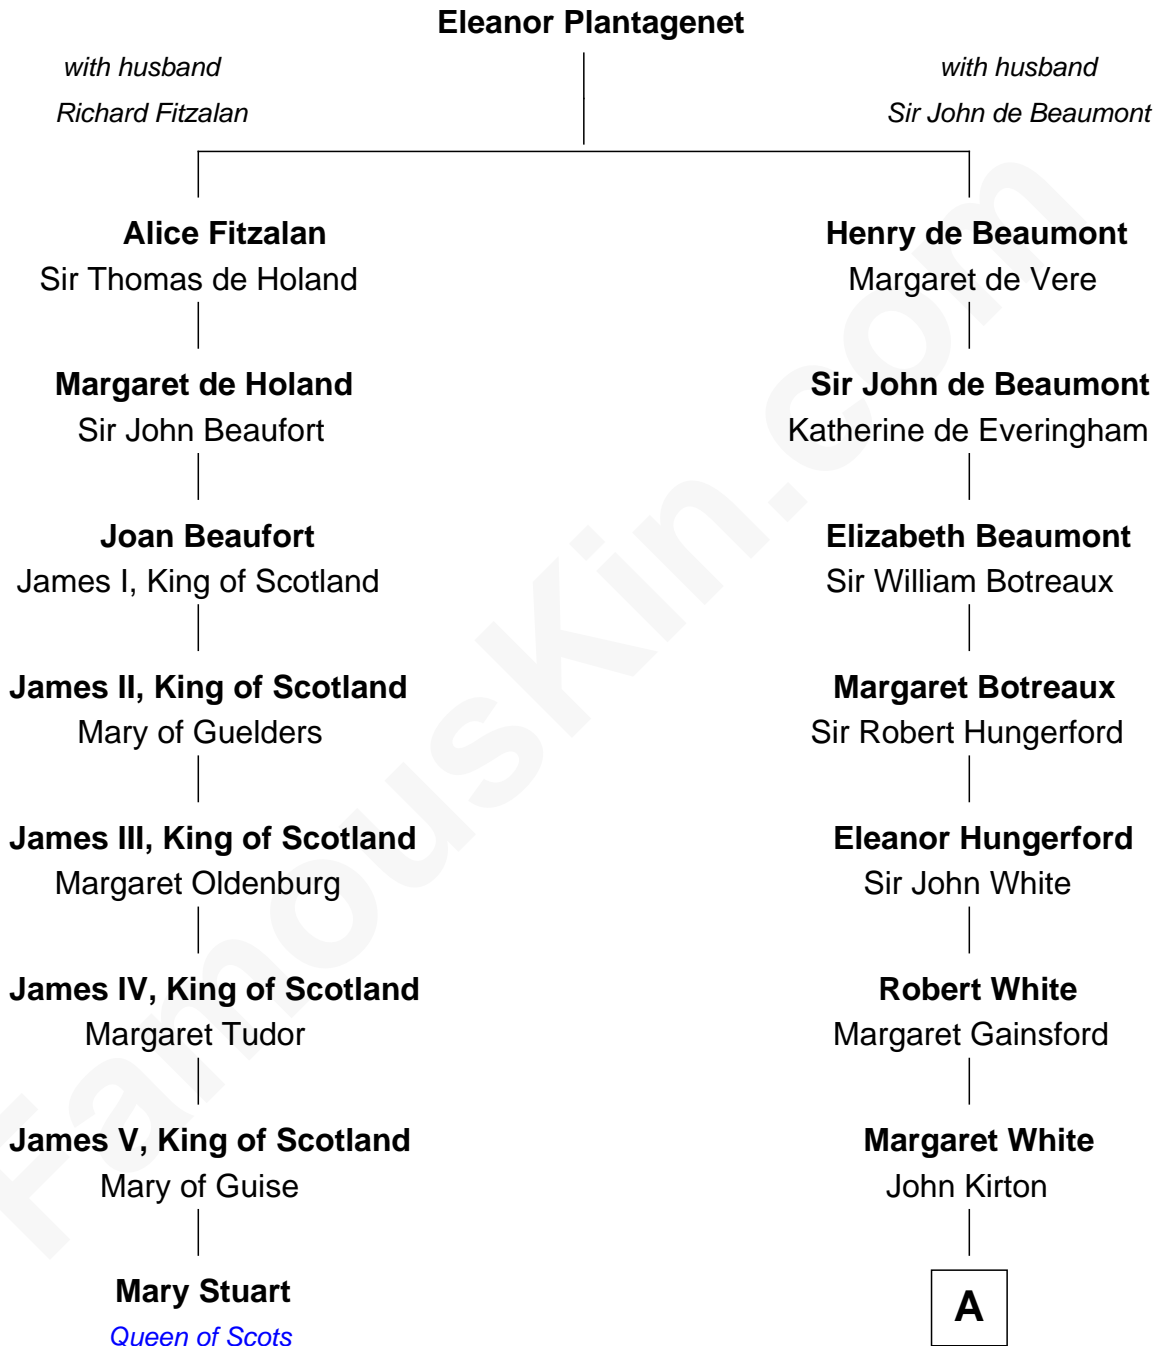 Eleanor Plantagenet
with husband
Richard Fitzalan
with husband
Sir John de Beaumont
Alice Fitzalan
Sir Thomas de Holand
Henry de Beaumont
Margaret de Vere
Margaret de Holand
Sir John Beaufort
Sir John de Beaumont
Katherine de Everingham
Joan Beaufort
James I, King of Scotland
Elizabeth Beaumont
Sir William Botreaux
James II, King of Scotland
Mary of Guelders
Margaret Botreaux
Sir Robert Hungerford
James III, King of Scotland
Margaret Oldenburg
Eleanor Hungerford
Sir John White
James IV, King of Scotland
Margaret Tudor
Robert White
Margaret Gainsford
James V, King of Scotland
Mary of Guise
Margaret White
John Kirton
Mary Stuart
Queen of Scots
A
FamousKin.com